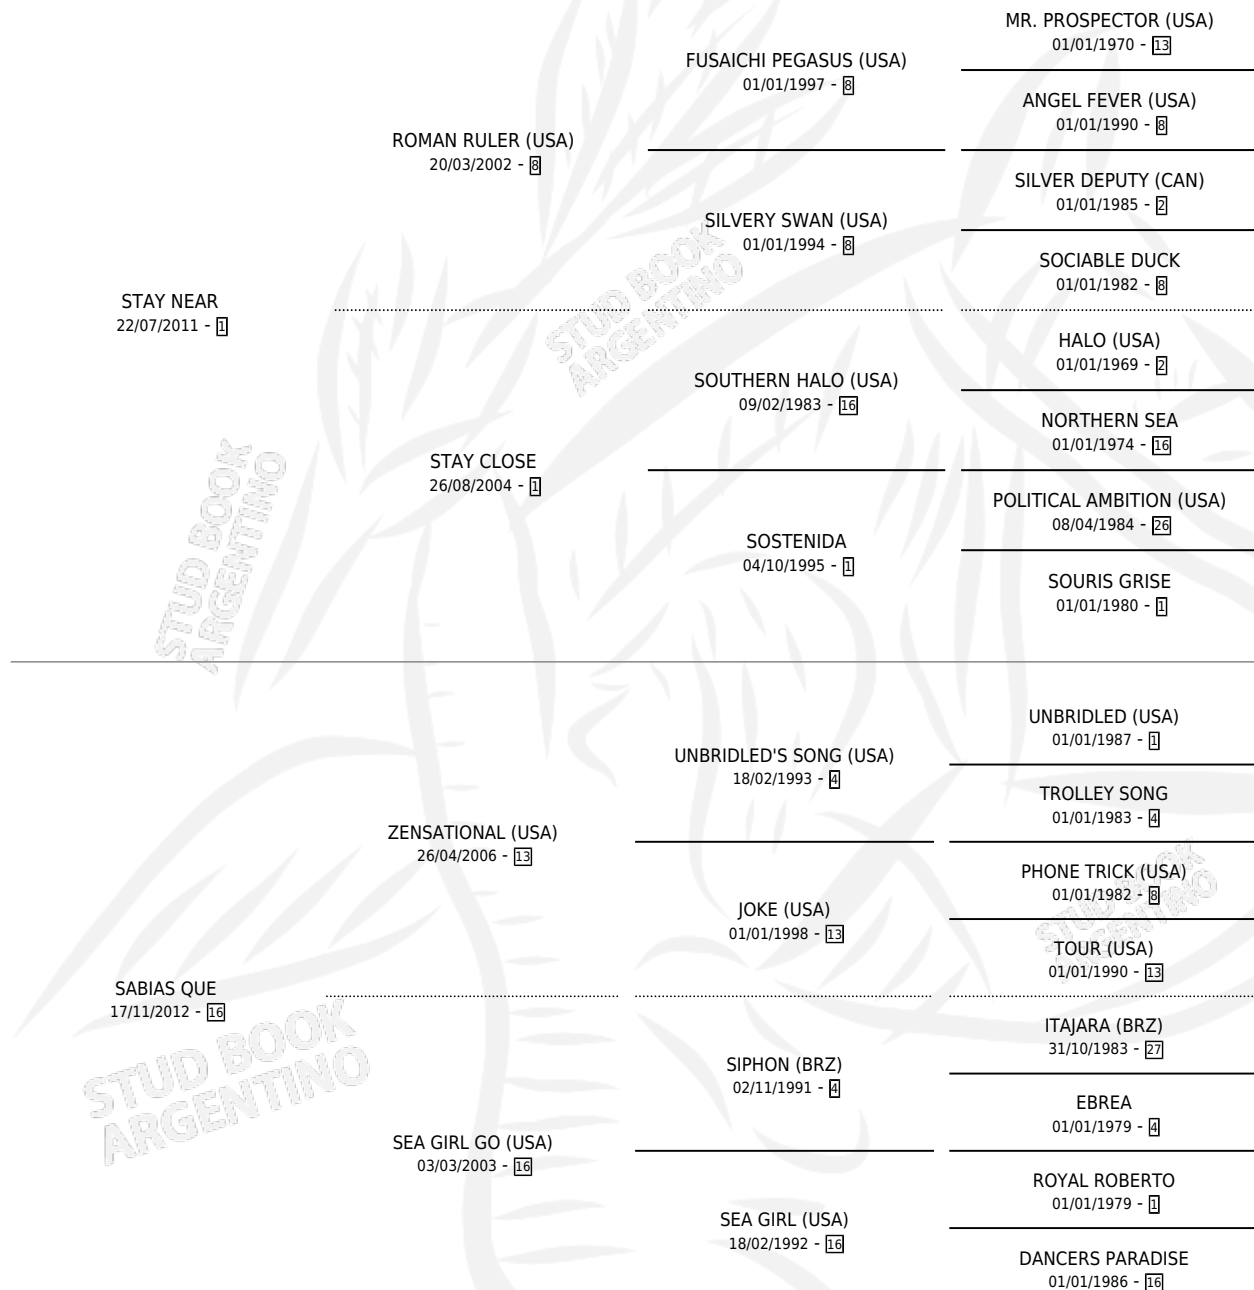 MR. PROSPECTOR (USA)
01/01/1970 - 13
FUSAICHI PEGASUS (USA)
01/01/1997 - 8
ANGEL FEVER (USA)
01/01/1990 - 8
ROMAN RULER (USA)
20/03/2002 - 8
SILVER DEPUTY (CAN)
01/01/1985 - 2
SILVERY SWAN (USA)
01/01/1994 - 8
SOCIABLE DUCK
01/01/1982 - 8
STAY NEAR
22/07/2011 - 1
HALO (USA)
01/01/1969 - 2
SOUTHERN HALO (USA)
09/02/1983 - 16
NORTHERN SEA
01/01/1974 - 16
STAY CLOSE
26/08/2004 - 1
POLITICAL AMBITION (USA)
08/04/1984 - 26
SOSTENIDA
04/10/1995 - 1
SOURIS GRISE
01/01/1980 - 1
UNBRIDLED (USA)
01/01/1987 - 1
UNBRIDLED'S SONG (USA)
18/02/1993 - 4
TROLLEY SONG
01/01/1983 - 4
ZENSATIONAL (USA)
26/04/2006 - 13
PHONE TRICK (USA)
01/01/1982 - 8
JOKE (USA)
01/01/1998 - 13
TOUR (USA)
01/01/1990 - 13
SABIAS QUE
17/11/2012 - 16
ITAJARA (BRZ)
31/10/1983 - 27
SIPHON (BRZ)
02/11/1991 - 4
EBREA
01/01/1979 - 4
SEA GIRL GO (USA)
03/03/2003 - 16
ROYAL ROBERTO
01/01/1979 - 1
SEA GIRL (USA)
18/02/1992 - 16
DANCERS PARADISE
01/01/1986 - 16
STUD BOOK
ARGENTINO
STUD BOOK
ARGENTINO
STUD BOOK
ARGENTINO
STUD BOOK
ARGENTINO